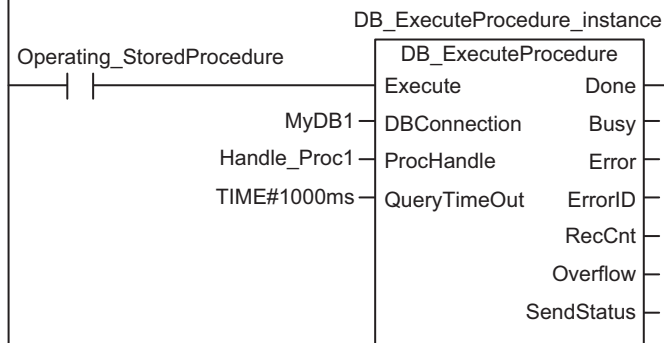 DB_ExecuteProcedure_instance
Operating_StoredProcedure DB_ExecuteProcedure
Execute Done
MyDB1 DBConnection Busy
Handle_Proc1 ProcHandle Error
TIME#1000ms QueryTimeOut ErrorID
RecCnt
Overflow
SendStatus